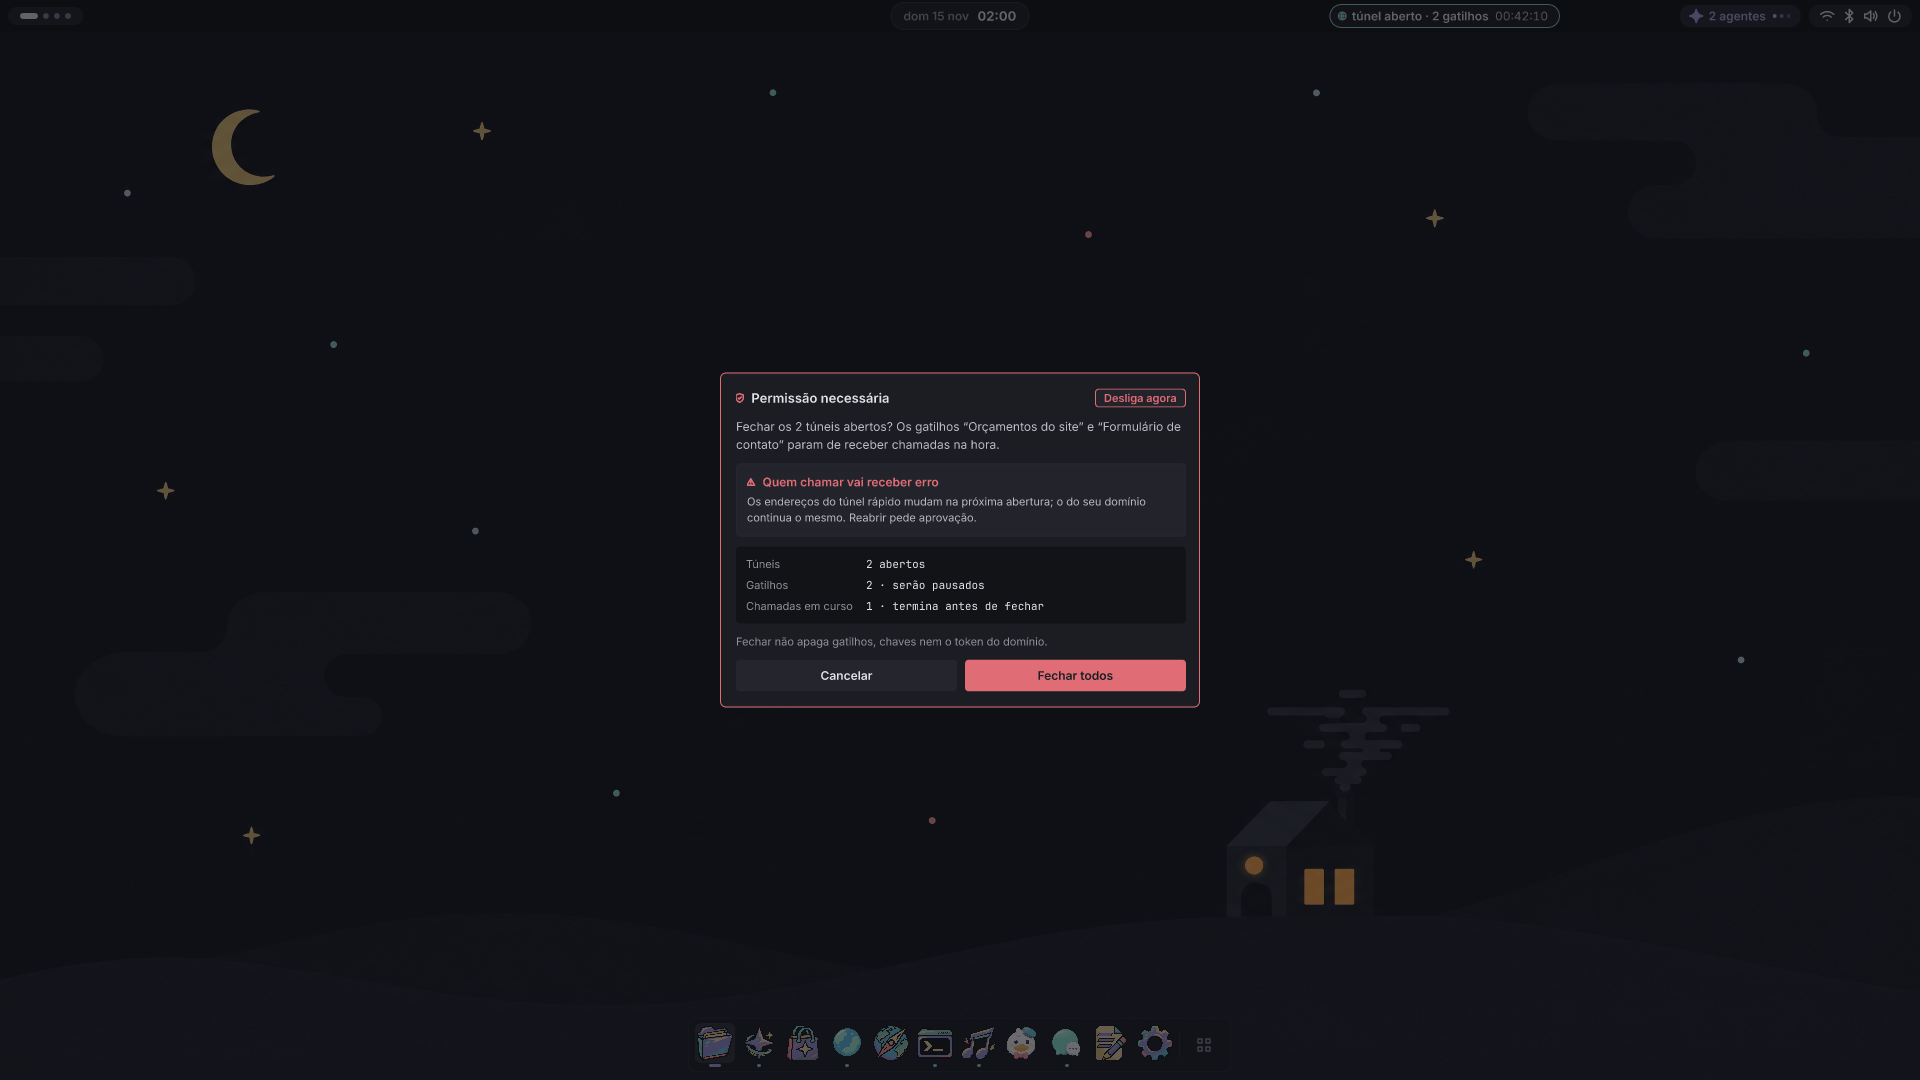 dom 15 nov 02:00
túnel aberto · 2 gatilhos 00:42:10
2 agentes
Permissão necessária
Desliga agora
Fechar os 2 túneis abertos? Os gatilhos “Orçamentos do site” e “Formulário de
contato” param de receber chamadas na hora.
Quem chamar vai receber erro
Os endereços do túnel rápido mudam na próxima abertura; o do seu domínio
continua o mesmo. Reabrir pede aprovação.
Túneis 2 abertos
Gatilhos 2 · serão pausados
Chamadas em curso 1 · termina antes de fechar
Fechar não apaga gatilhos, chaves nem o token do domínio.
Cancelar
Fechar todos